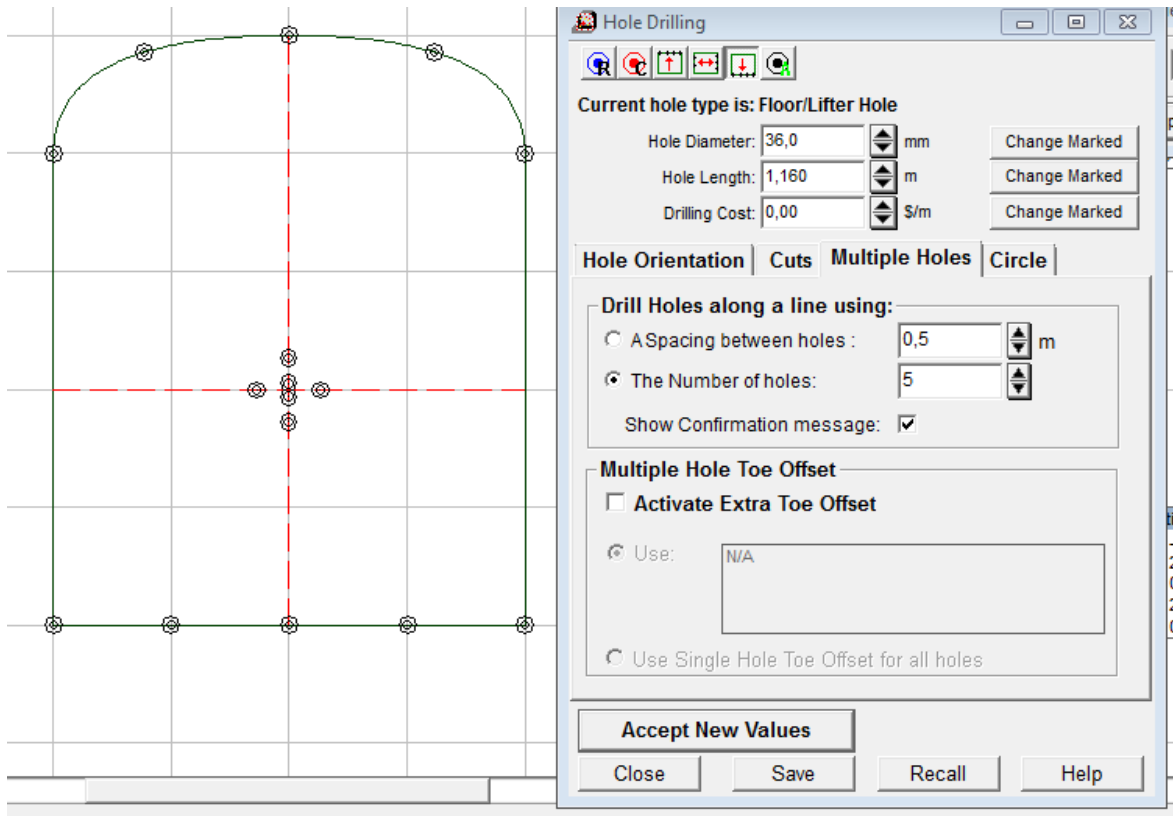 Hole Drilling
R C A
Current hole type is: Floor/Lifter Hole
Hole Diameter: 36,0 mm Change Marked
Hole Length: 1,160 m Change Marked
Drilling Cost: 0,00 $/m Change Marked
Hole Orientation Cuts Multiple Holes Circle
Drill Holes along a line using:
A Spacing between holes : 0,5 m
The Number of holes: 5
Show Confirmation message:
Multiple Hole Toe Offset
Activate Extra Toe Offset
Use: N/A
Use Single Hole Toe Offset for all holes
Accept New Values
Close Save Recall Help